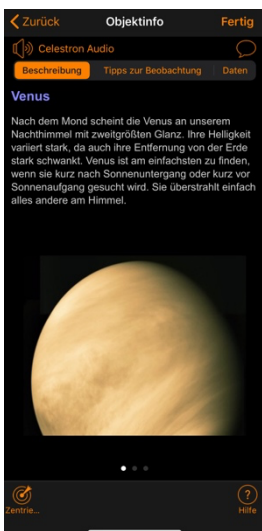 Zurück Objektinfo Fertig
Celestron Audio
Beschreibung Tipps zur Beobachtung Daten
Venus
Nach dem Mond scheint die Venus an unserem
Nachthimmel mit zweitgrößten Glanz. Ihre Helligkeit
variiert stark, da auch ihre Entfernung von der Erde
stark schwankt. Venus ist am einfachsten zu finden,
wenn sie kurz nach Sonnenuntergang oder kurz vor
Sonnenaufgang gesucht wird. Sie überstrahlt einfach
alles andere am Himmel.
Zentrie... Hilfe